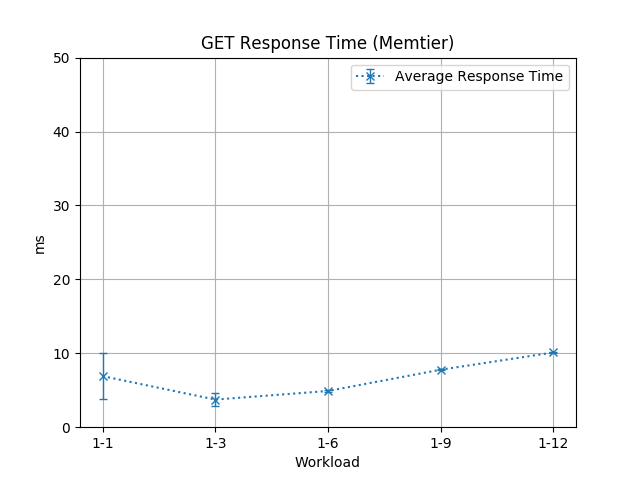 GET Response Time (Memtier)
Average Response Time
50
40
30
20
10
0
ms
1-1 1-3 1-6 1-9 1-12
Workload